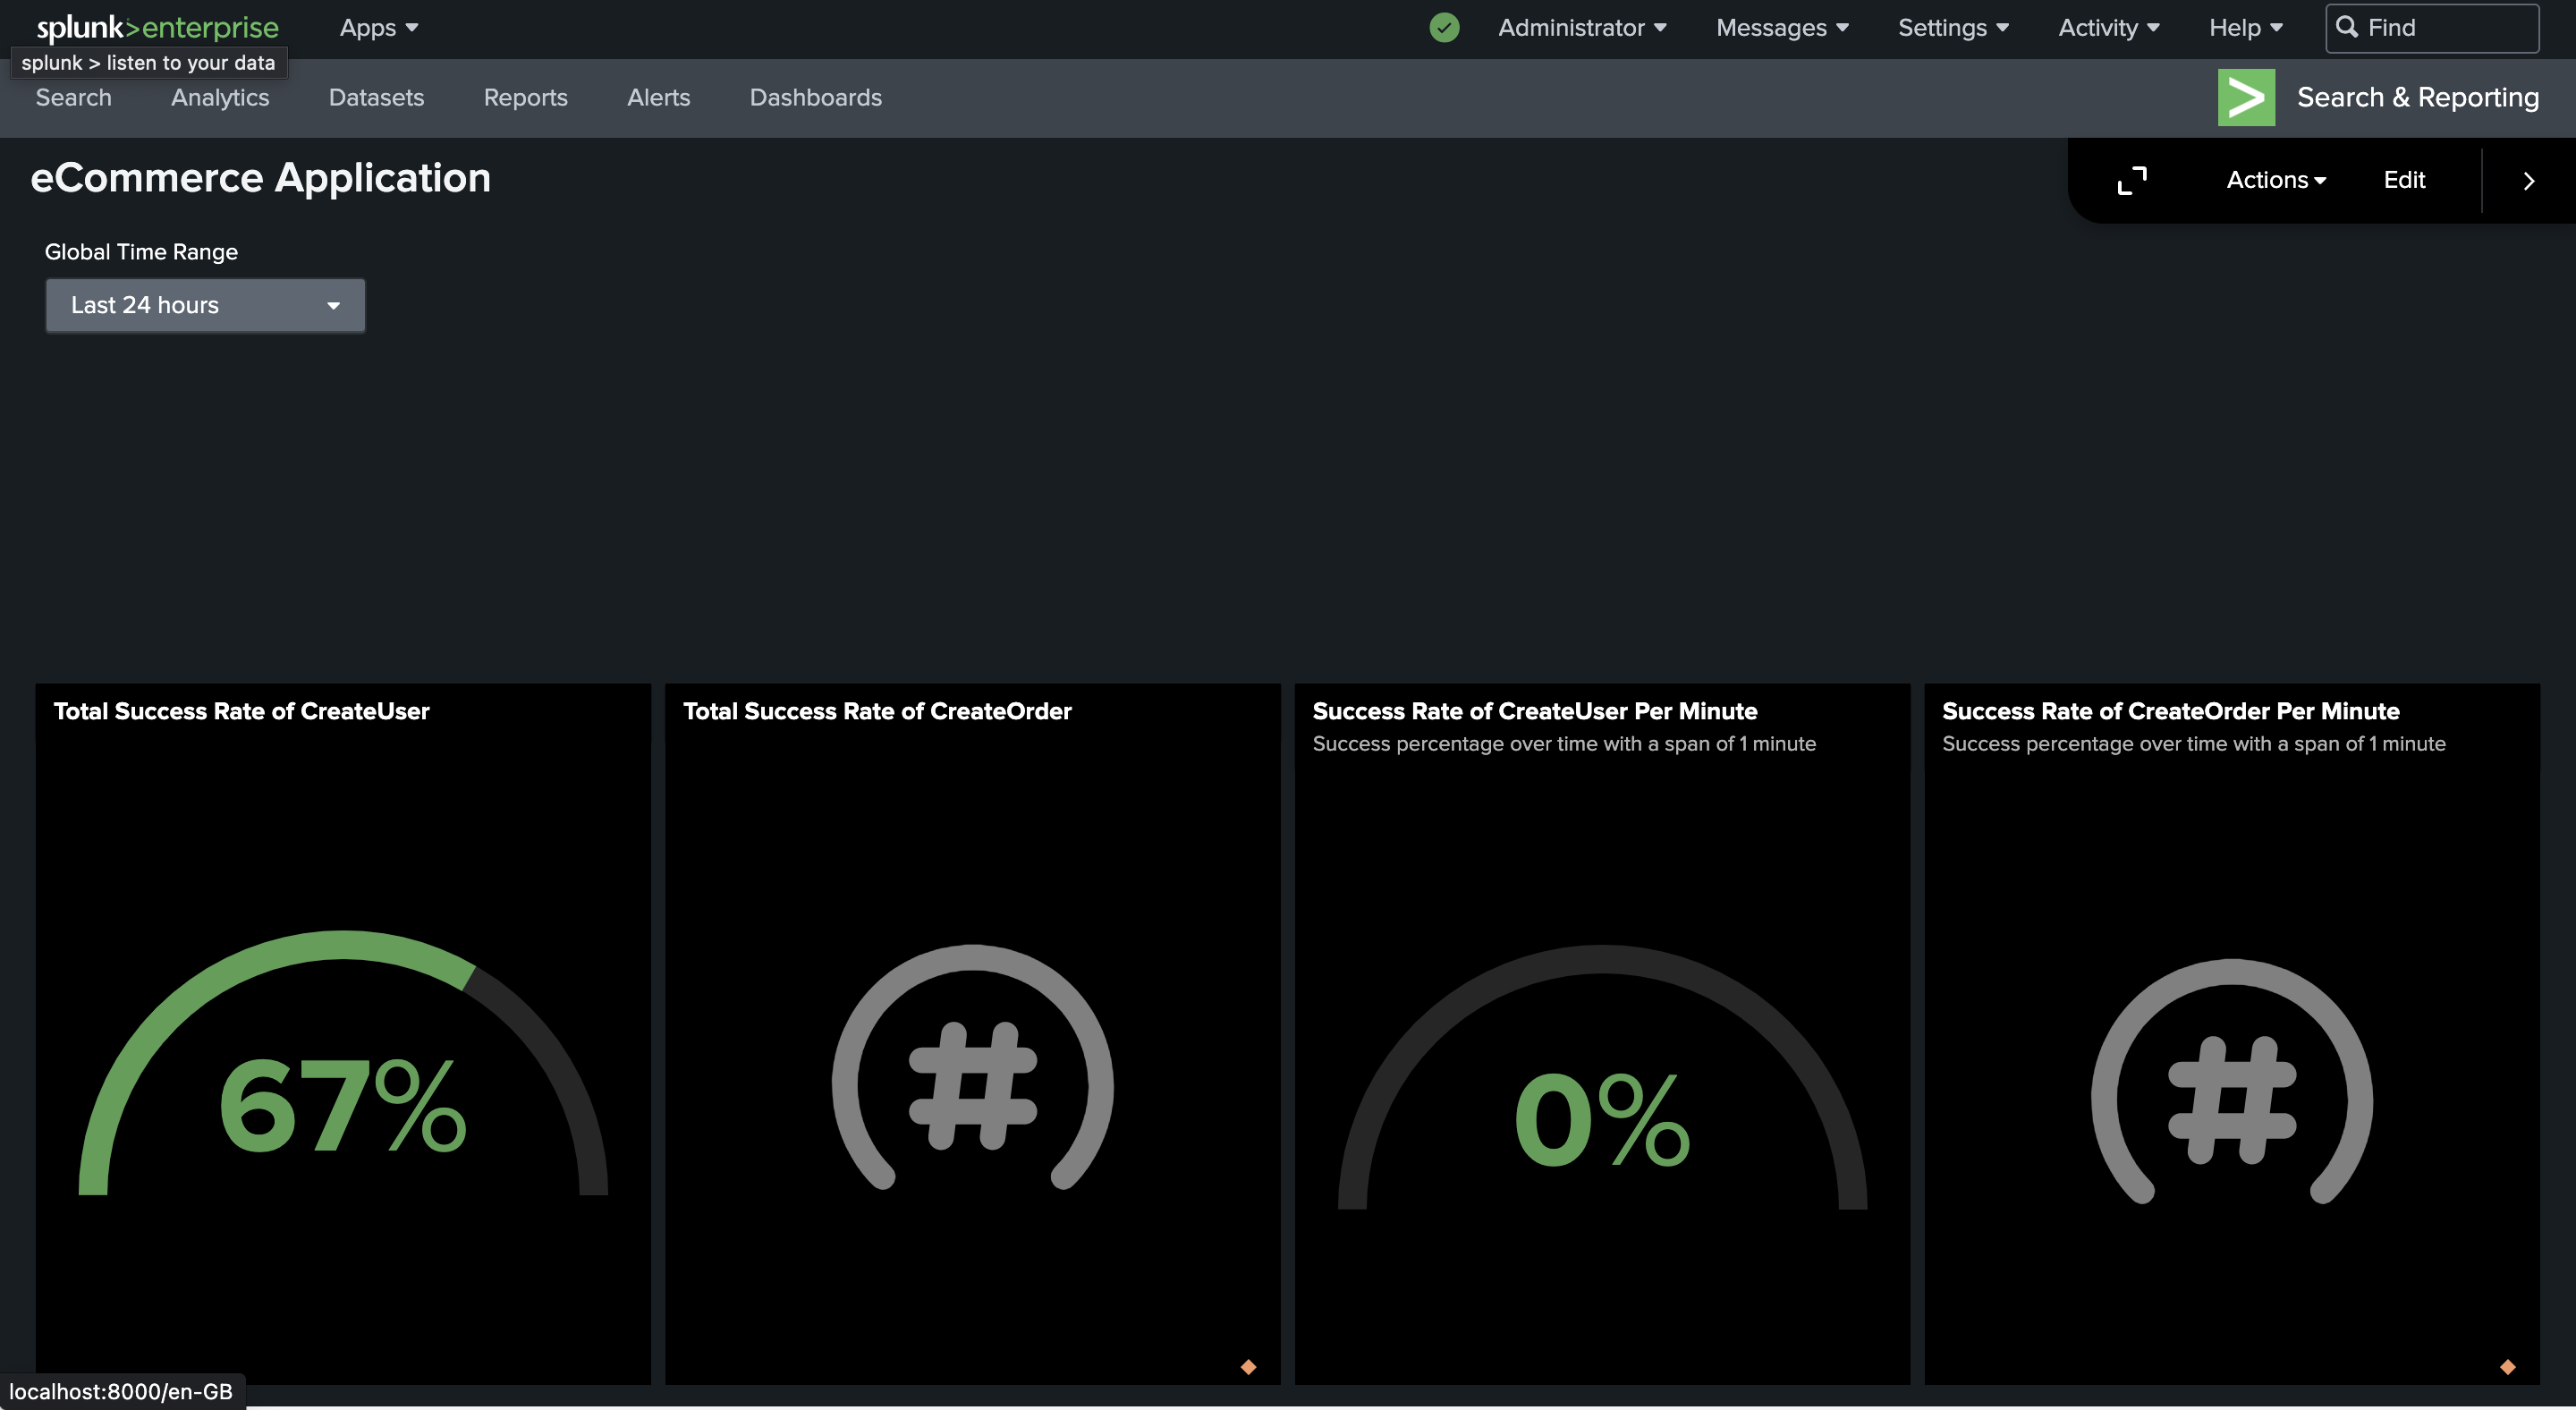 splunk>enterprise Apps Administrator Messages Settings Activity Help Find
splunk > listen to your data
Search Analytics Datasets Reports Alerts Dashboards Search & Reporting
eCommerce Application
Actions Edit
Global Time Range
Last 24 hours
Total Success Rate of CreateUser
67%
Total Success Rate of CreateOrder
#
Success Rate of CreateUser Per Minute
Success percentage over time with a span of 1 minute
0%
Success Rate of CreateOrder Per Minute
Success percentage over time with a span of 1 minute
#
localhost:8000/en-GB